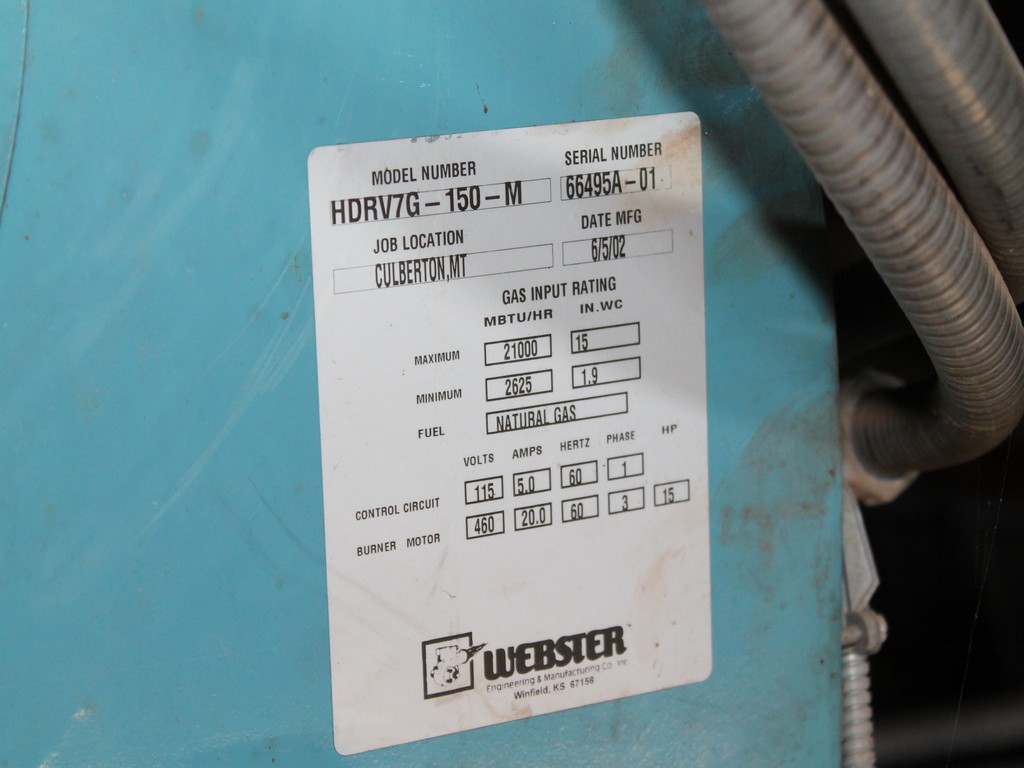 MODEL NUMBER SERIAL NUMBER
HDRV7G-150-M 66495A-01
JOB LOCATION DATE MFG
CULBERTON,MT 6/5/02
GAS INPUT RATING
MBTU/HR IN.WC
MAXIMUM 21000 15
MINIMUM 2625 1.9
FUEL NATURAL GAS
VOLTS AMPS HERTZ PHASE HP
CONTROL CIRCUIT 115 5.0 60 1
BURNER MOTOR 460 20.0 60 3 15
WEBSTER
Engineering & Manufacturing Co. Inc.
Winfield, KS 67156